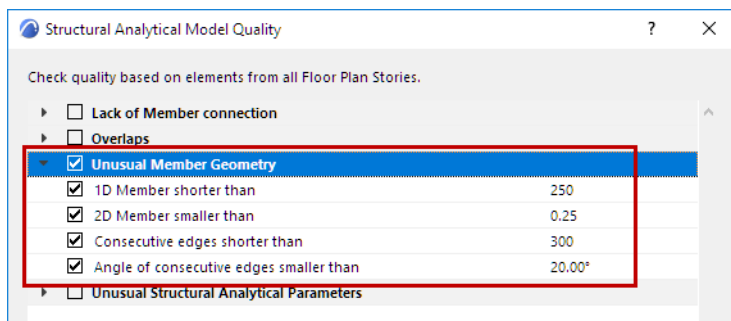 Structural Analytical Model Quality ?
Check quality based on elements from all Floor Plan Stories.
Lack of Member connection
Overlaps
Unusual Member Geometry
1D Member shorter than 250
2D Member smaller than 0.25
Consecutive edges shorter than 300
Angle of consecutive edges smaller than 20.00°
Unusual Structural Analytical Parameters